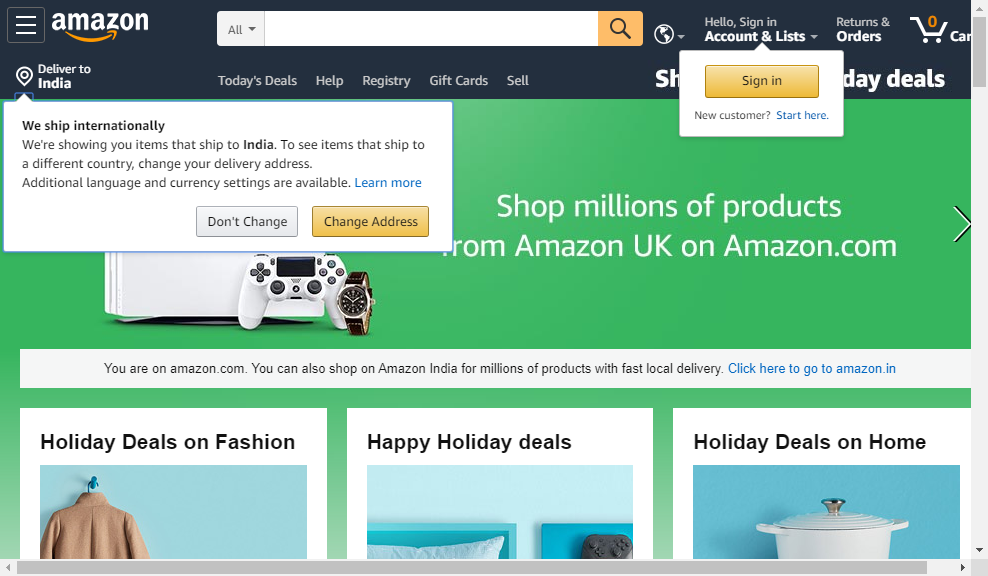 amazon
All
Hello, Sign in
Account & Lists
Returns &
Orders
0
Car
Deliver to
India
Today's Deals
Help
Registry
Gift Cards
Sell
Sh
day deals
Sign in
New customer? Start here.
We ship internationally
We're showing you items that ship to India. To see items that ship to
a different country, change your delivery address.
Additional language and currency settings are available. Learn more
Don't Change
Change Address
Shop millions of products
from Amazon UK on Amazon.com
You are on amazon.com. You can also shop on Amazon India for millions of products with fast local delivery. Click here to go to amazon.in
Holiday Deals on Fashion
Happy Holiday deals
Holiday Deals on Home